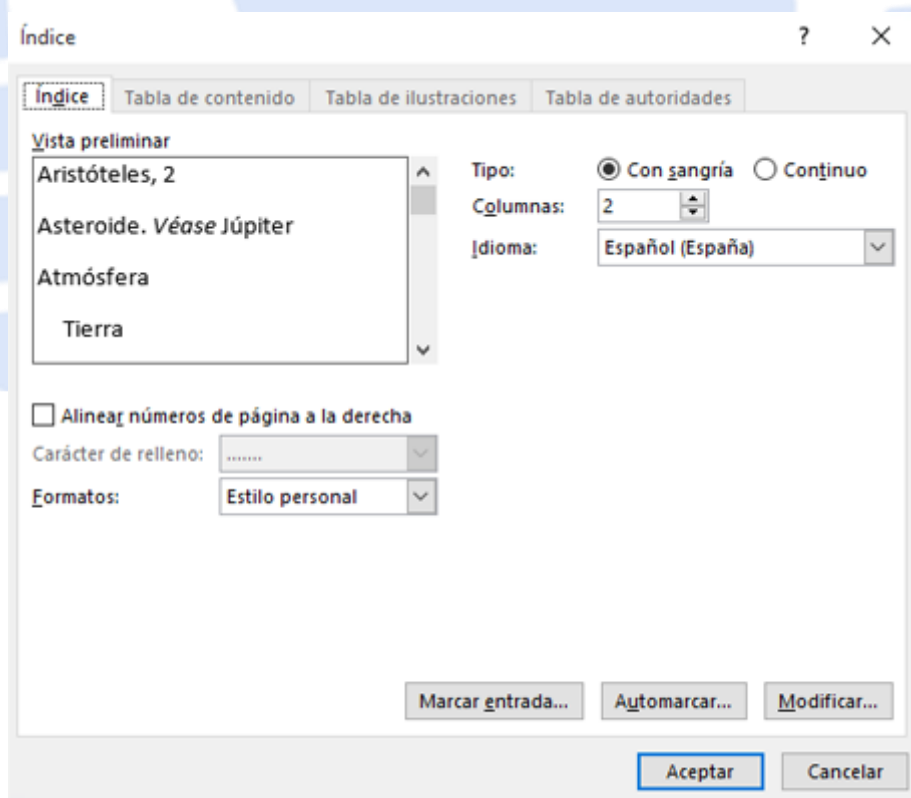 Índice ?
Índice Tabla de contenido Tabla de ilustraciones Tabla de autoridades
Vista preliminar
Aristóteles, 2
Asteroide. Véase Júpiter
Atmósfera
Tierra
Tipo: Con sangría Continuo
Columnas: 2
Idioma: Español (España)
Alinear números de página a la derecha
Carácter de relleno: .......
Formatos: Estilo personal
Marcar entrada... Automarcar... Modificar...
Aceptar Cancelar